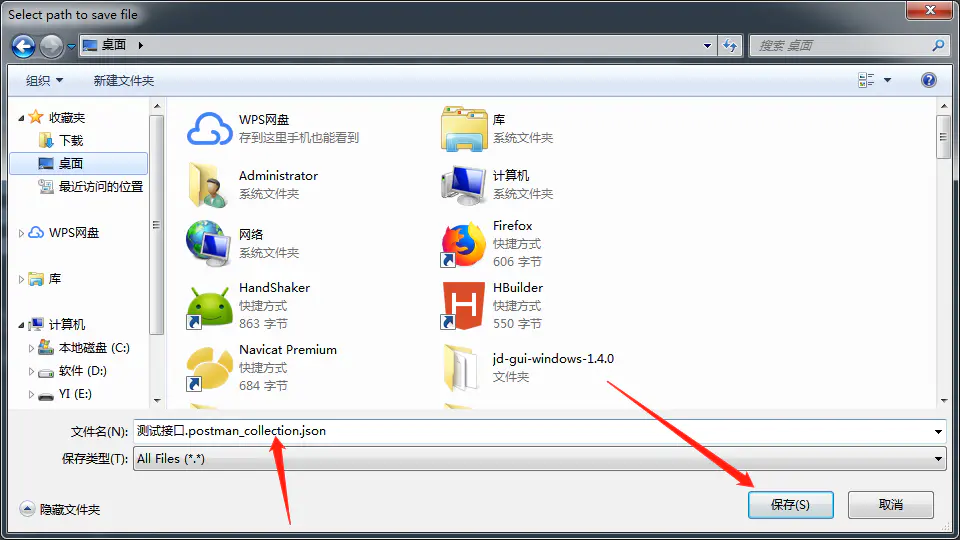 Select path to save file
桌面
搜索 桌面
组织
新建文件夹
收藏夹
下载
桌面
最近访问的位置
WPS网盘
库
计算机
本地磁盘 (C:)
软件 (D:)
YI (E:)
WPS网盘
存到这里手机也能看到
库
系统文件夹
Administrator
系统文件夹
计算机
系统文件夹
网络
系统文件夹
Firefox
快捷方式
606 字节
HandShaker
快捷方式
863 字节
HBuilder
快捷方式
550 字节
Navicat Premium
快捷方式
684 字节
jd-gui-windows-1.4.0
文件夹
文件名(N):
测试接口.postman_collection.json
保存类型(T):
All Files (*.*)
隐藏文件夹
保存(S)
取消